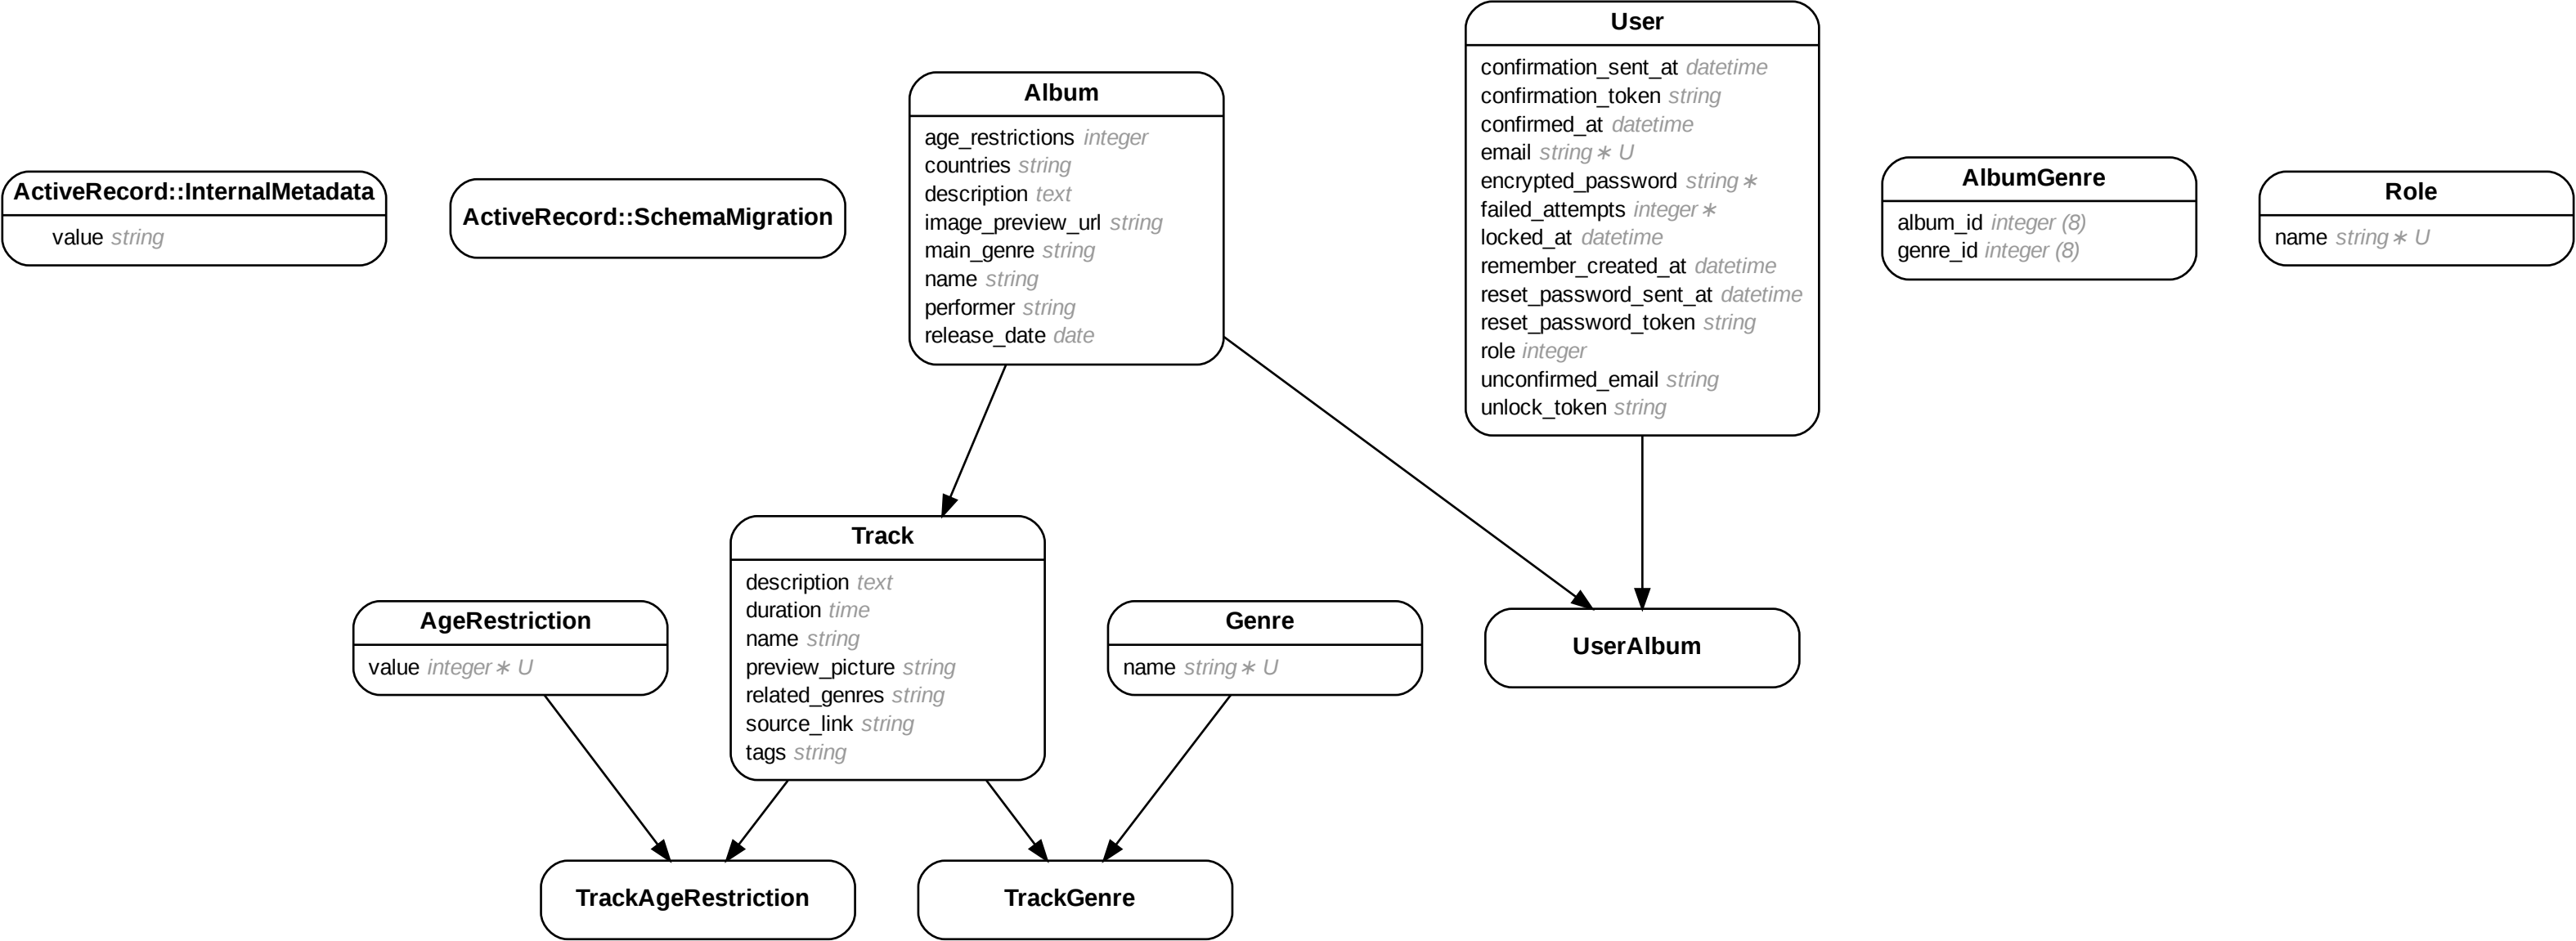 ActiveRecord::InternalMetadata
value string
ActiveRecord::SchemaMigration
Album
age_restrictions integer
countries string
description text
image_preview_url string
main_genre string
name string
performer string
release_date date
User
confirmation_sent_at datetime
confirmation_token string
confirmed_at datetime
email string∗ U
encrypted_password string∗
failed_attempts integer∗
locked_at datetime
remember_created_at datetime
reset_password_sent_at datetime
reset_password_token string
role integer
unconfirmed_email string
unlock_token string
AlbumGenre
album_id integer (8)
genre_id integer (8)
Role
name string∗ U
AgeRestriction
value integer∗ U
Track
description text
duration time
name string
preview_picture string
related_genres string
source_link string
tags string
Genre
name string∗ U
UserAlbum
TrackAgeRestriction
TrackGenre